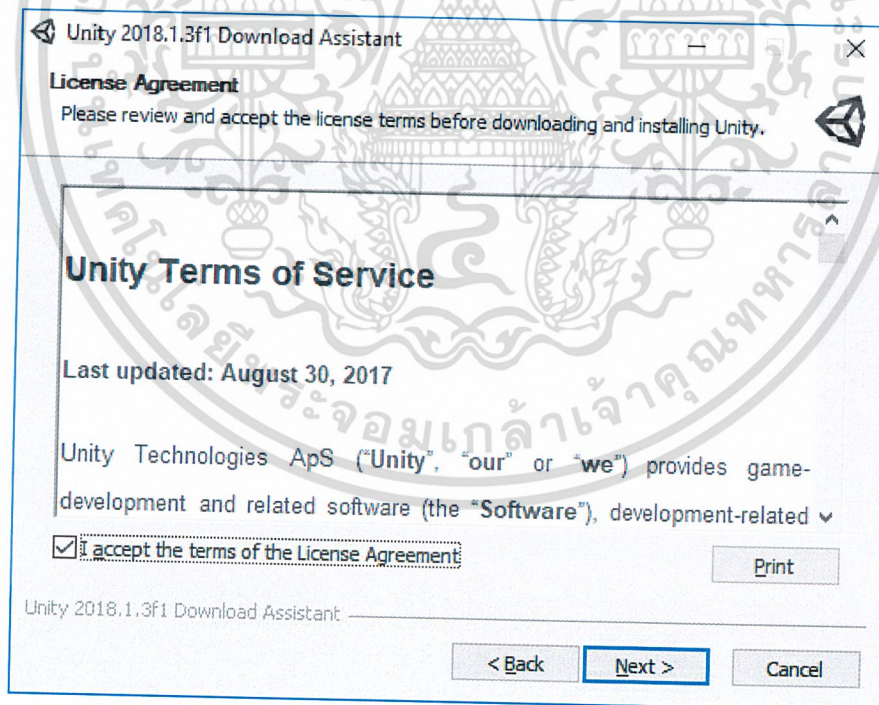 Unity 2018.1.3f1 Download Assistant
License Agreement
Please review and accept the license terms before downloading and installing Unity.
Unity Terms of Service
Last updated: August 30, 2017
Unity Technologies ApS (“Unity”, “our” or “we”) provides game-
development and related software (the “Software”), development-related
I accept the terms of the License Agreement
Print
Unity 2018.1.3f1 Download Assistant
< Back
Next >
Cancel